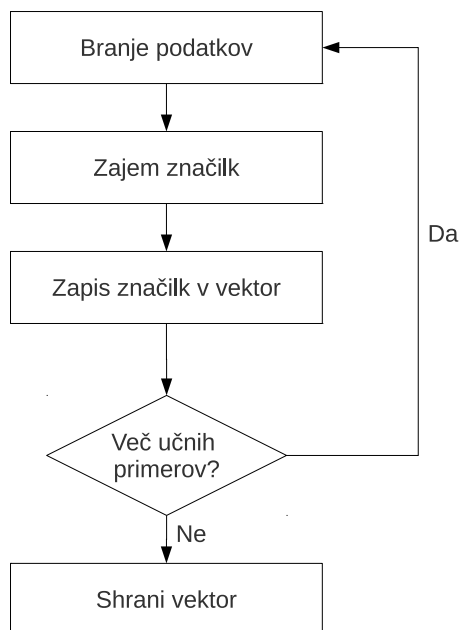 Branje podatkov
Zajem značilk
Zapis značilk v vektor
Da
Več učnih
primerov?
Ne
Shrani vektor